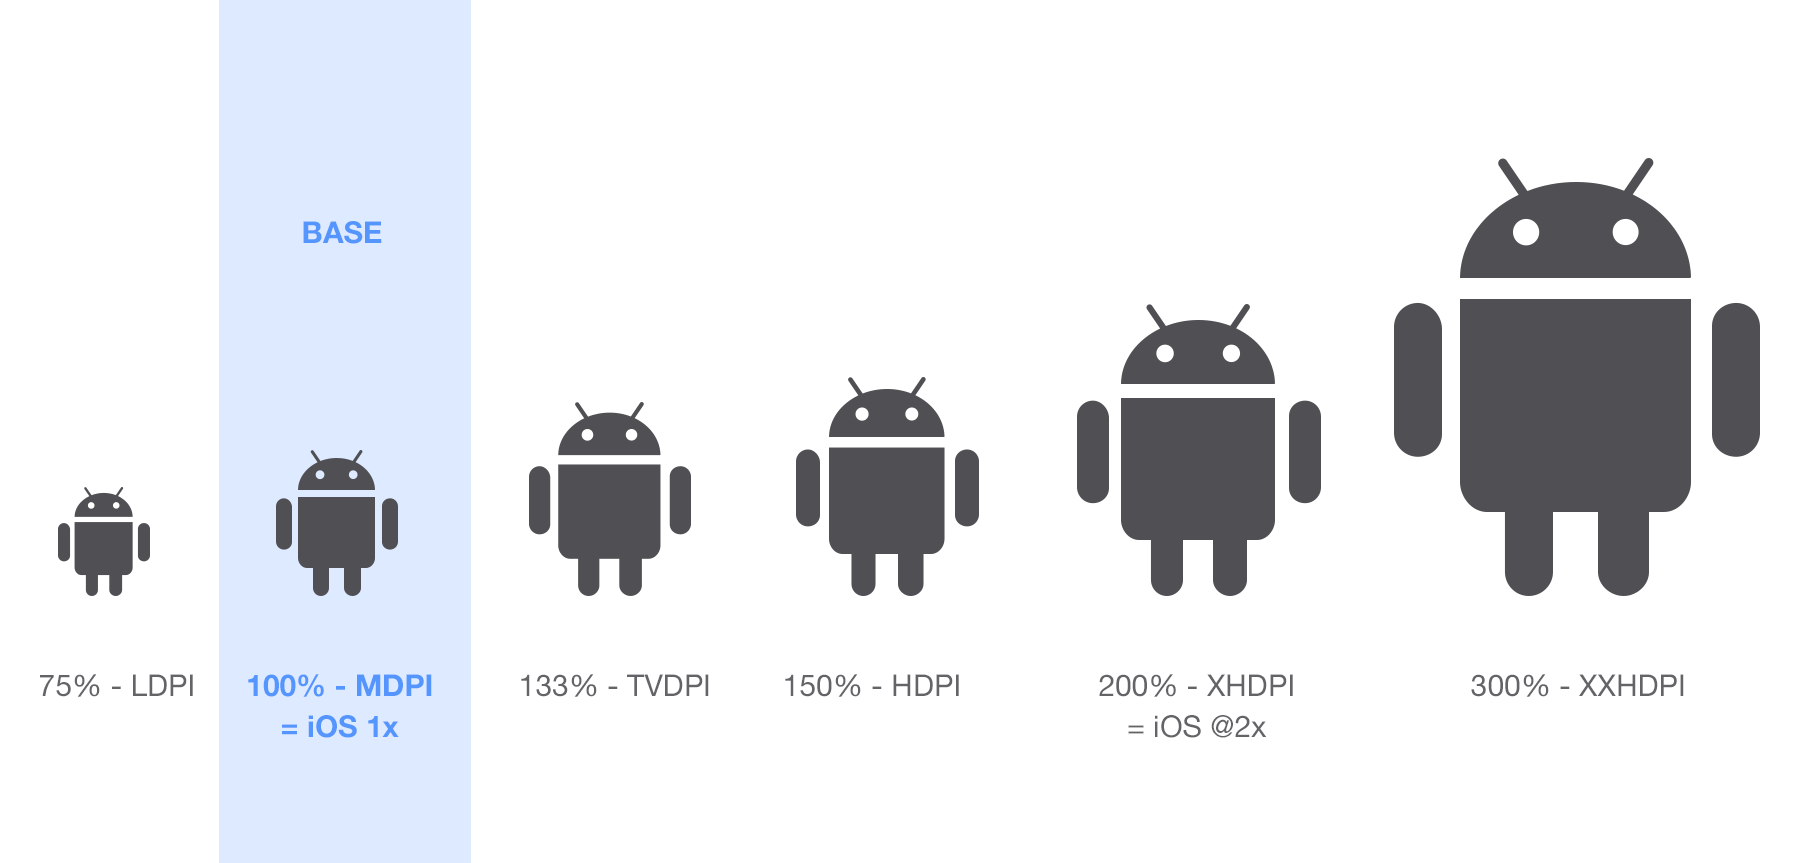 BASE
75% - LDPI
100% - MDPI
= iOS 1x
133% - TVDPI
150% - HDPI
200% - XHDPI
= iOS @2x
300% - XXHDPI